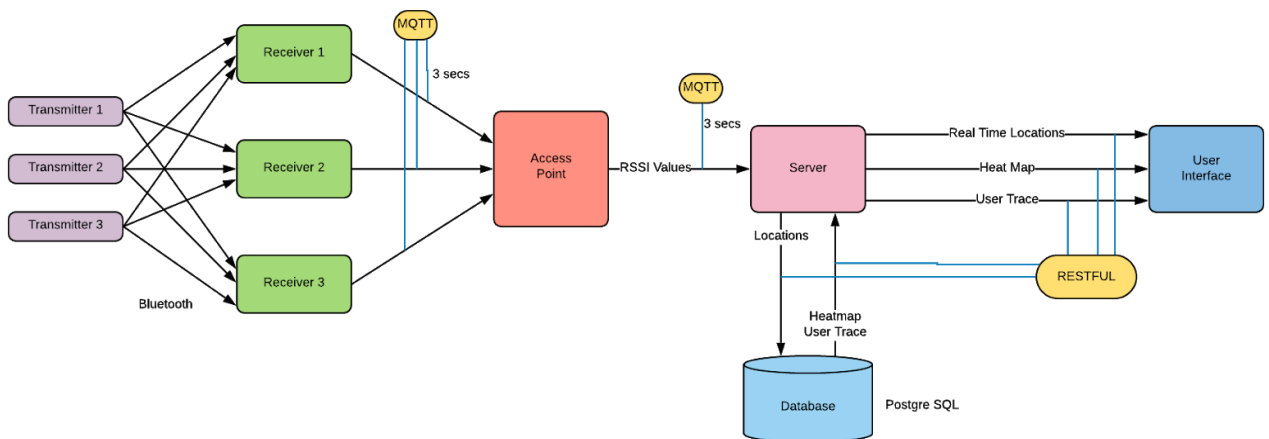 MQTT
Receiver 1
3 secs
Transmitter 1
Transmitter 2
Transmitter 3
Receiver 2
Receiver 3
Bluetooth
Access
Point
RSSI Values
MQTT
3 secs
Server
Real Time Locations
Heat Map
User Trace
User
Interface
Locations
RESTFUL
Heatmap
User Trace
Database
Postgre SQL